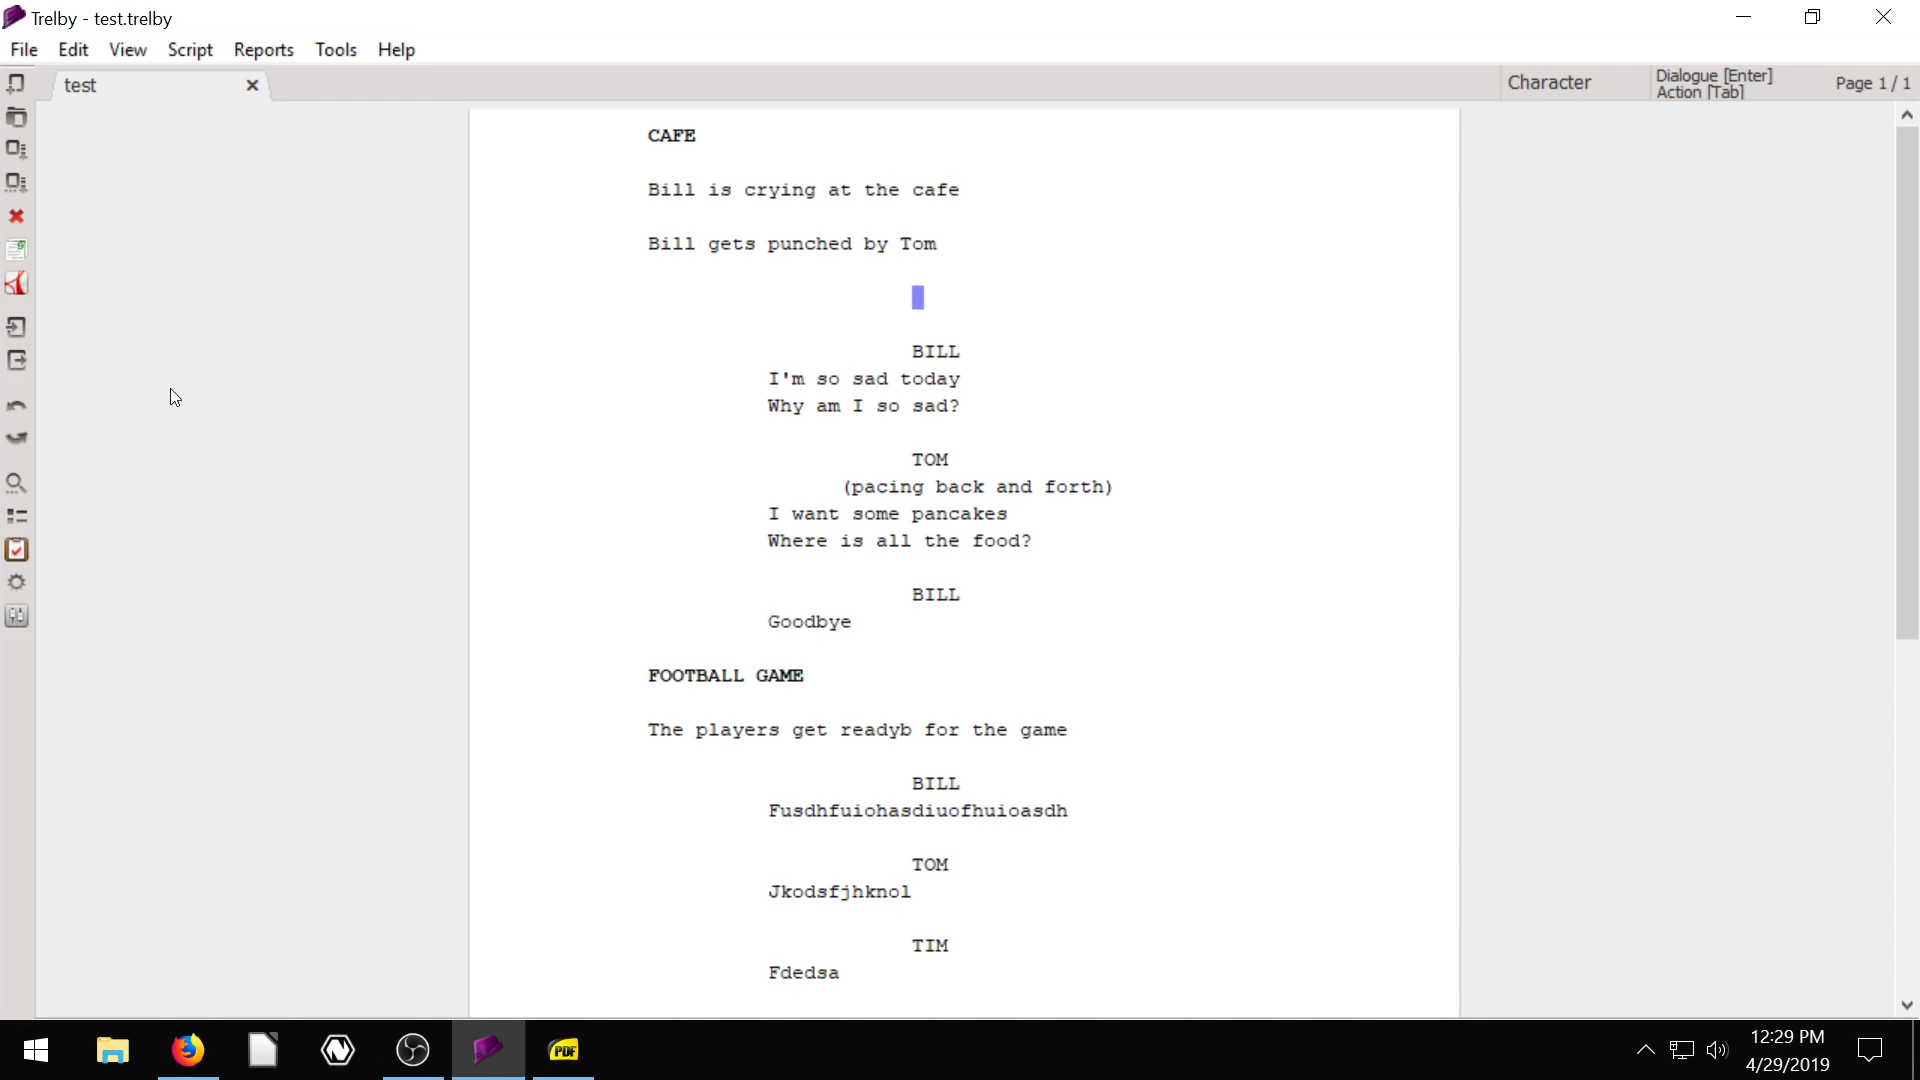 Trelby - test.trelby
File Edit View Script Reports Tools Help
test
Character
Dialogue [Enter]
Action [Tab]
Page 1 / 1
CAFE
Bill is crying at the cafe
Bill gets punched by Tom
BILL
I'm so sad today
Why am I so sad?
TOM
(pacing back and forth)
I want some pancakes
Where is all the food?
BILL
Goodbye
FOOTBALL GAME
The players get readyb for the game
BILL
Fusdhfuiohasdiuofhuioasdh
TOM
Jkodsfjhknol
TIM
Fdedsa
PDF
12:29 PM
4/29/2019